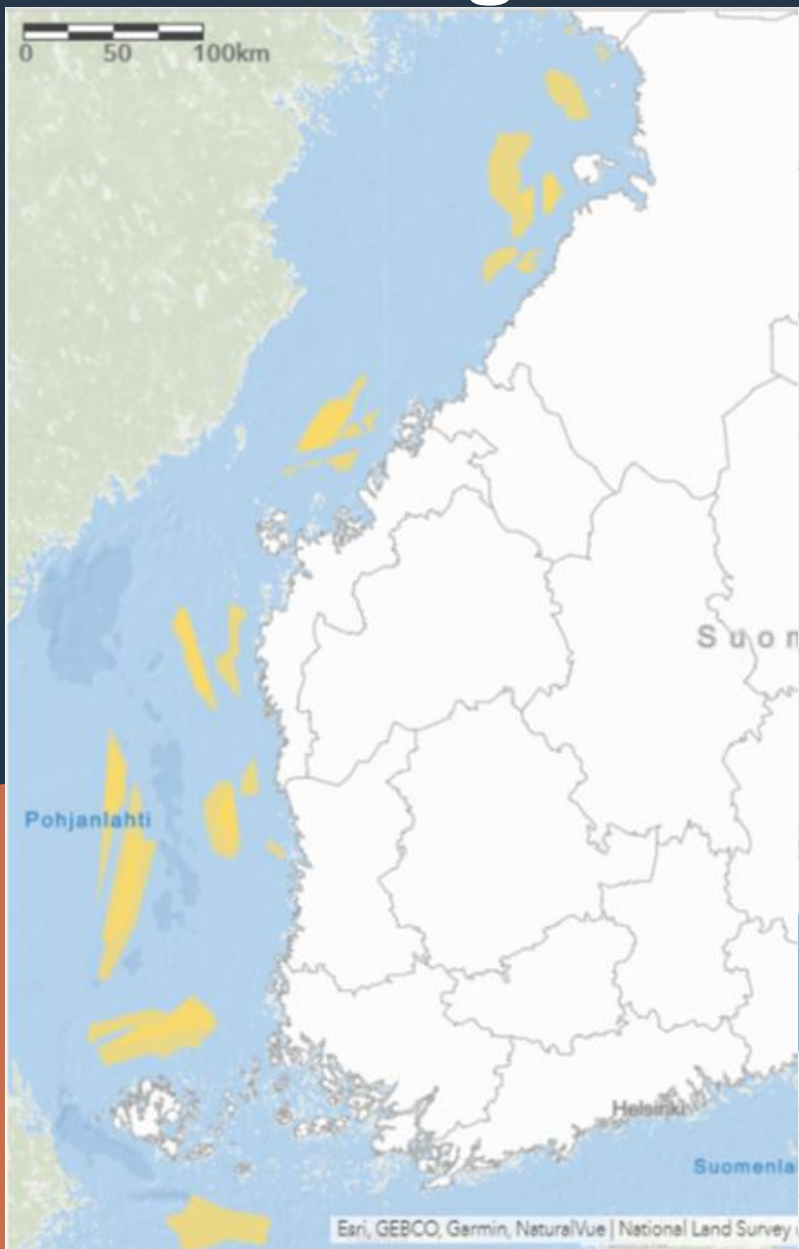 0 50 100km
Suom
Pohjanlahti
Helsinki
Suomenla
Esri, GEBCO, Garmin, NaturalVue | National Land Survey